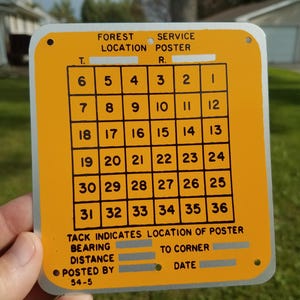 FOREST SERVICE
LOCATION POSTER
T. R.
6 5 4 3 2 1
7 8 9 10 11 12
18 17 16 15 14 13
19 20 21 22 23 24
30 29 28 27 26 25
31 32 33 34 35 36
TACK INDICATES LOCATION OF POSTER
BEARING TO CORNER
DISTANCE
POSTED BY DATE
54-5